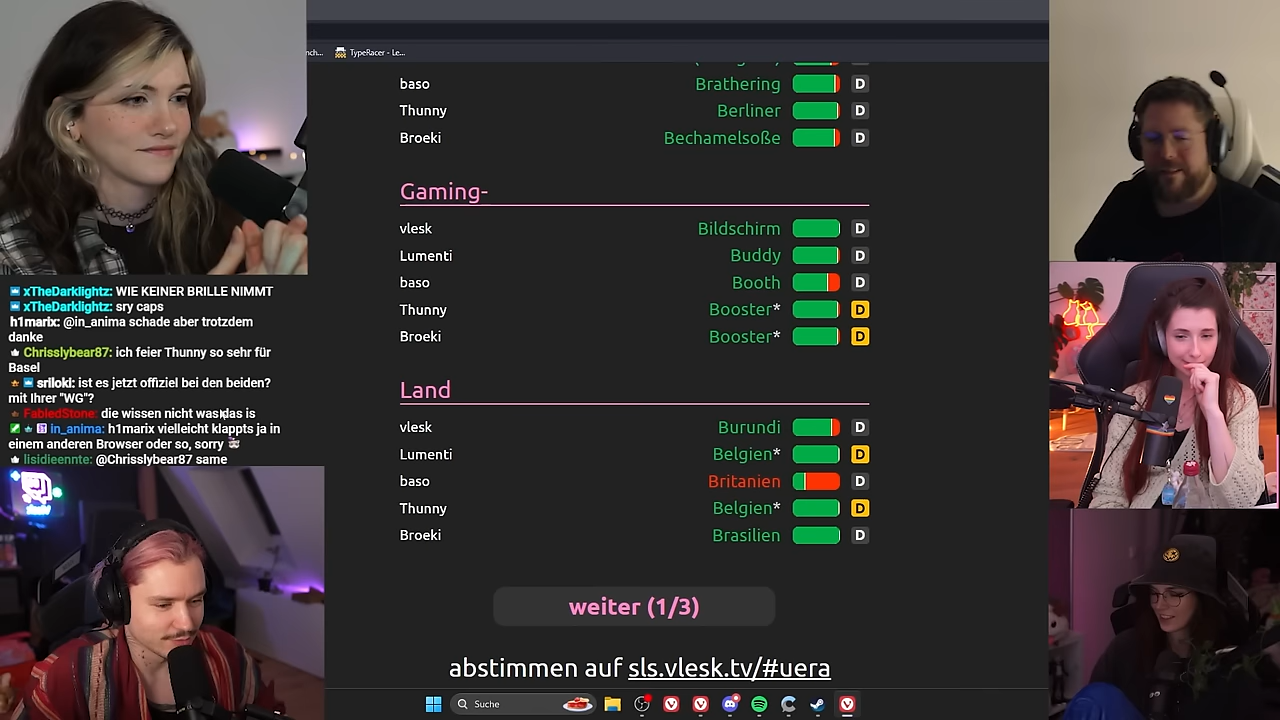 TypeRacer - Le...
baso Brathering D
Thunny Berliner D
Broeki Bechamelsoße D
Gaming-
vlesk Bildschirm D
Lumenti Buddy D
baso Booth D
Thunny Booster* D
Broeki Booster* D
Land
vlesk Burundi D
Lumenti Belgien* D
baso Britanien D
Thunny Belgien* D
Broeki Brasilien D
weiter (1/3)
abstimmen auf sls.vlesk.tv/#uera
Suche
xTheDarklightz: WIE KEINER BRILLE NIMMT
xTheDarklightz: sry caps
h1marix: @in_anima schade aber trotzdem
danke
Chrisslybear87: ich feier Thunny so sehr für
Basel
sriloki: ist es jetzt offiziel bei den beiden?
mit Ihrer "WG"?
FabledStone: die wissen nicht was das is
in_anima: h1marix vielleicht klappts ja in
einem anderen Browser oder so, sorry
lisidieennte: @Chrisslybear87 same